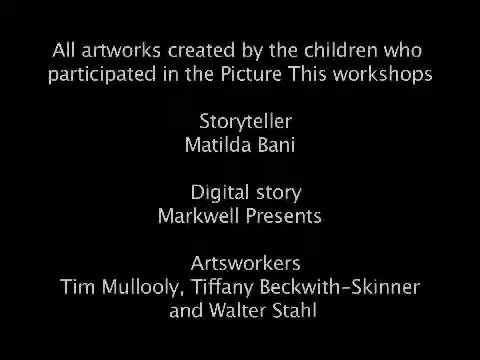 All artworks created by the children who
participated in the Picture This workshops
Storyteller
Matilda Bani
Digital story
Markwell Presents
Artsworkers
Tim Mullooly, Tiffany Beckwith-Skinner
and Walter Stahl